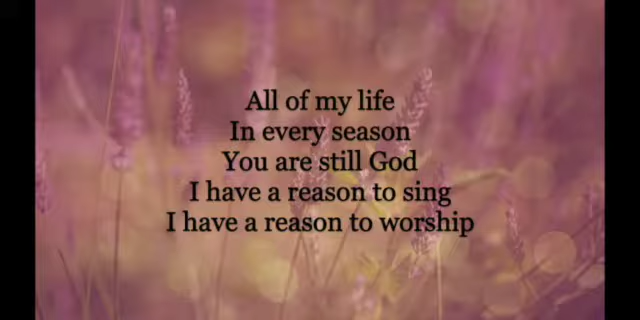 All of my life
In every season
You are still God
I have a reason to sing
I have a reason to worship